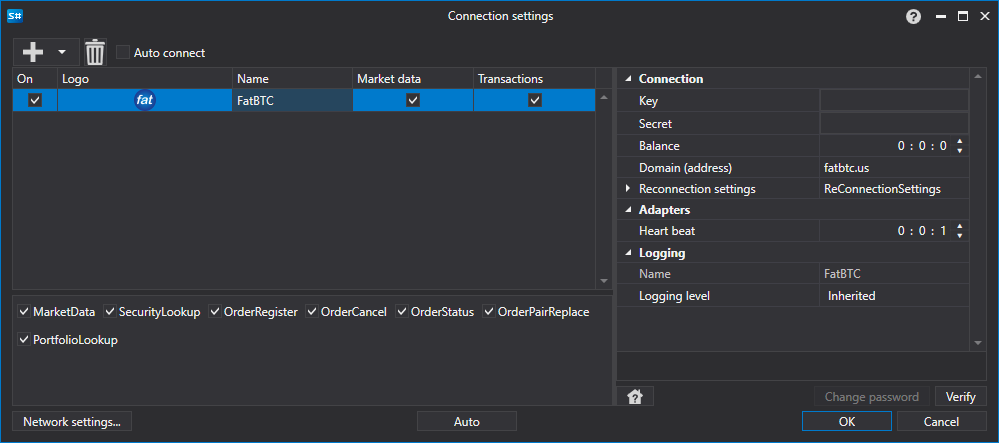 S# Connection settings ?
Auto connect
On Logo Name Market data Transactions
fat FatBTC
Connection
Key
Secret
Balance 0 : 0 : 0
Domain (address) fatbtc.us
Reconnection settings ReConnectionSettings
Adapters
Heart beat 0 : 0 : 1
Logging
Name FatBTC
Logging level Inherited
MarketData SecurityLookup OrderRegister OrderCancel OrderStatus OrderPairReplace
PortfolioLookup
? Change password Verify
Network settings... Auto OK Cancel